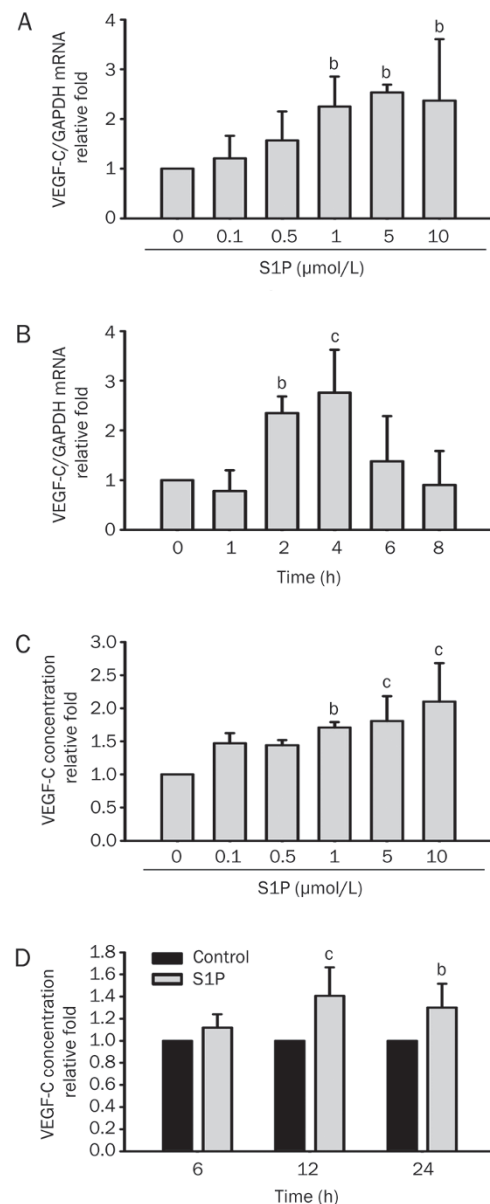 A
VEGF-C/GAPDH mRNA
relative fold
4
3
2
1
0
b
b
b
0 0.1 0.5 1 5 10
S1P (µmol/L)
B
VEGF-C/GAPDH mRNA
relative fold
4
3
2
1
0
b
c
0 1 2 4 6 8
Time (h)
C
VEGF-C concentration
relative fold
3.0
2.5
2.0
1.5
1.0
0.5
0.0
b
c
c
0 0.1 0.5 1 5 10
S1P (µmol/L)
D
VEGF-C concentration
relative fold
1.8
1.6
1.4
1.2
1.0
0.8
0.6
0.4
0.2
0.0
Control
S1P
c
b
6 12 24
Time (h)